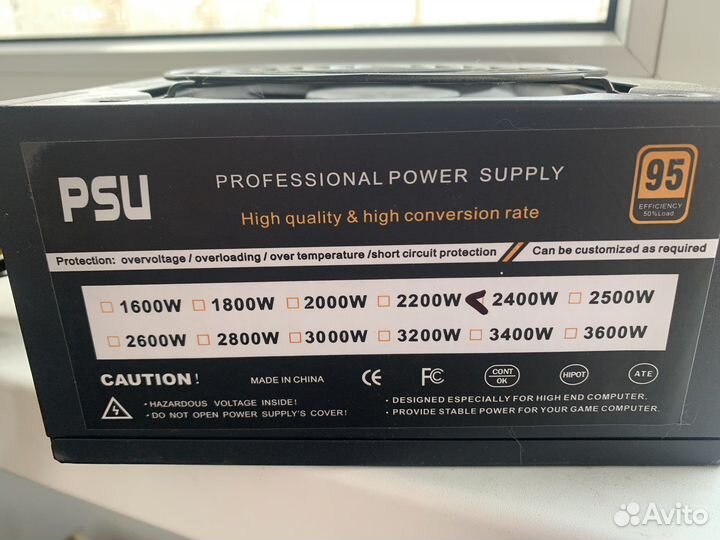 PSU
PROFESSIONAL POWER SUPPLY
High quality & high conversion rate
95
EFFICIENCY
50%Load
Protection: overvoltage / overloading / over temperature /short circuit protection
Can be customized as required
1600W 1800W 2000W 2200W 2400W 2500W
2600W 2800W 3000W 3200W 3400W 3600W
CAUTION!
MADE IN CHINA
CE
FC
CONT OK
HIPOT
ATE
· HAZARDOUS VOLTAGE INSIDE!
· DO NOT OPEN POWER SUPPLY'S COVER!
· DESIGNED ESPECIALLY FOR HIGH END COMPUTER.
· PROVIDE STABLE POWER FOR YOUR GAME COMPUTER.
Avito